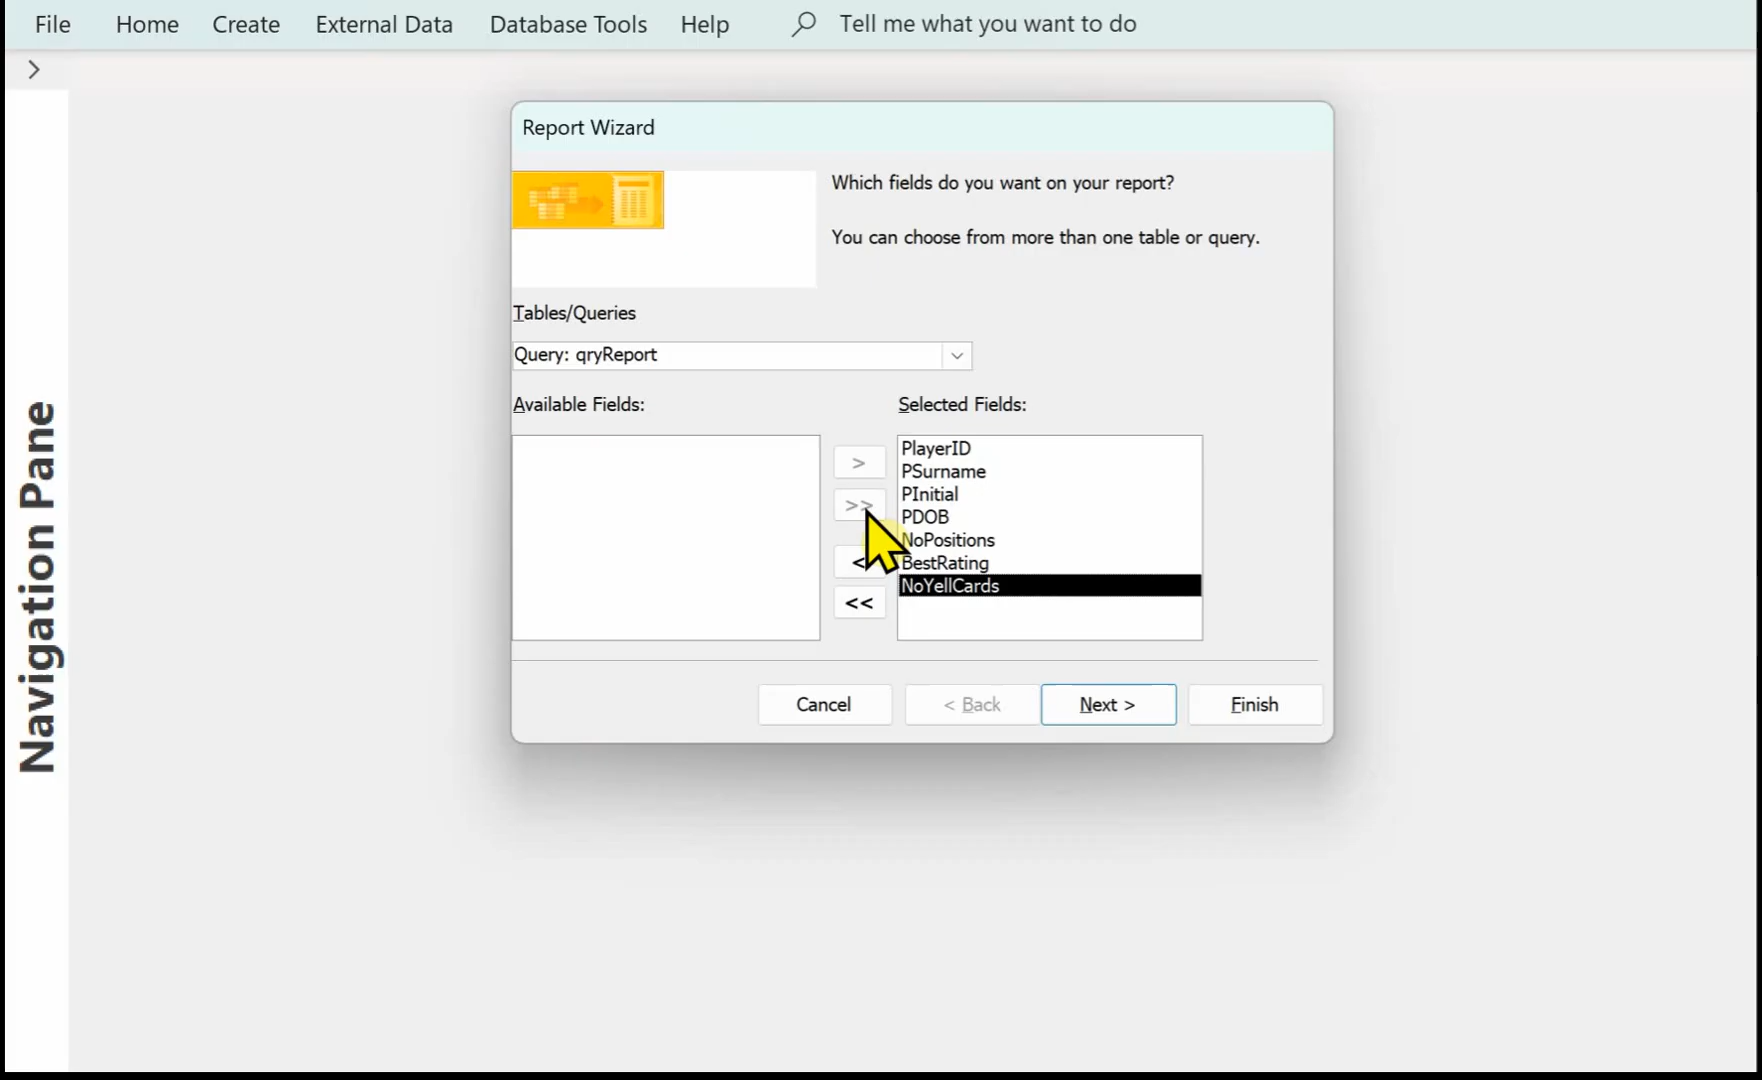 File Home Create External Data Database Tools Help Tell me what you want to do
Navigation Pane
Report Wizard
Which fields do you want on your report?
You can choose from more than one table or query.
Tables/Queries
Query: qryReport
Available Fields:
Selected Fields:
>
>>
<
<<
PlayerID
PSurname
PInitial
PDOB
NoPositions
BestRating
NoYellCards
Cancel < Back Next > Finish